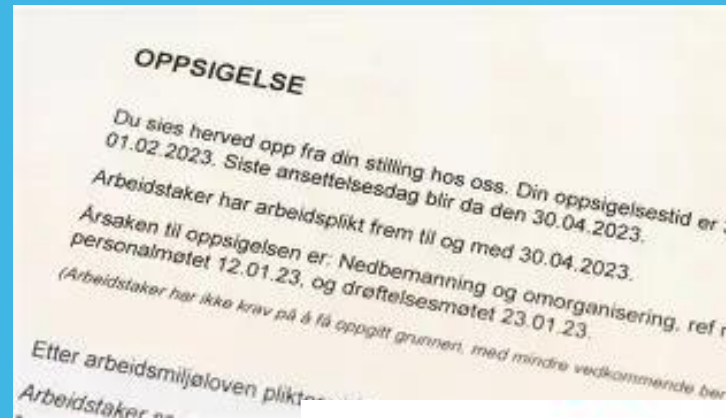 OPPSIGELSE
Du sies herved opp fra din stilling hos oss. Din oppsigelsestid er
01.02.2023. Siste ansettelsesdag blir da den 30.04.2023.
Arbeidstaker har arbeidsplikt frem til og med 30.04.2023.
Årsaken til oppsigelsen er: Nedbemanning og omorganisering, ref
personalmøtet 12.01.23, og drøftelsesmøtet 23.01.23.
(Arbeidstaker har ikke krav på å få oppgitt grunnen, med mindre vedkommende
Etter arbeidsmiljøloven
Arbeidstaker